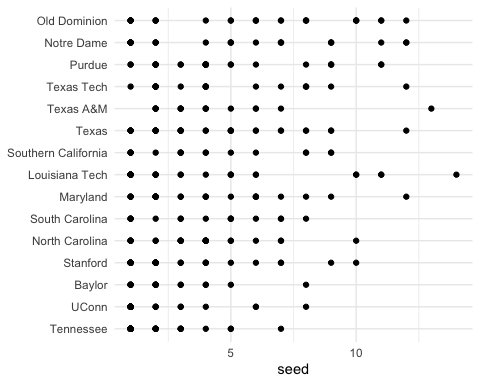 Old Dominion
Notre Dame
Purdue
Texas Tech
Texas A&M
Texas
Southern California
Louisiana Tech
Maryland
South Carolina
North Carolina
Stanford
Baylor
UConn
Tennessee
5 10
seed